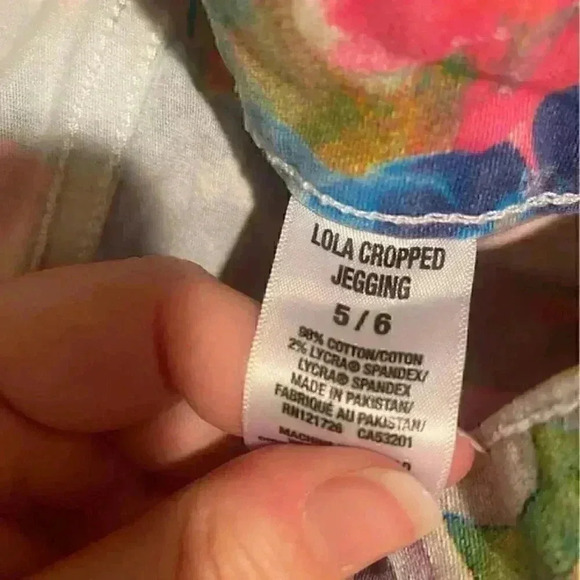 LOLA CROPPED
JEGGING
5 / 6
98% COTTON/COTON
2% LYCRA® SPANDEX/
LYCRA® SPANDEX
MADE IN PAKISTAN/
FABRIQUÉ AU PAKISTAN/
RN121726 CA53201
MACHINE